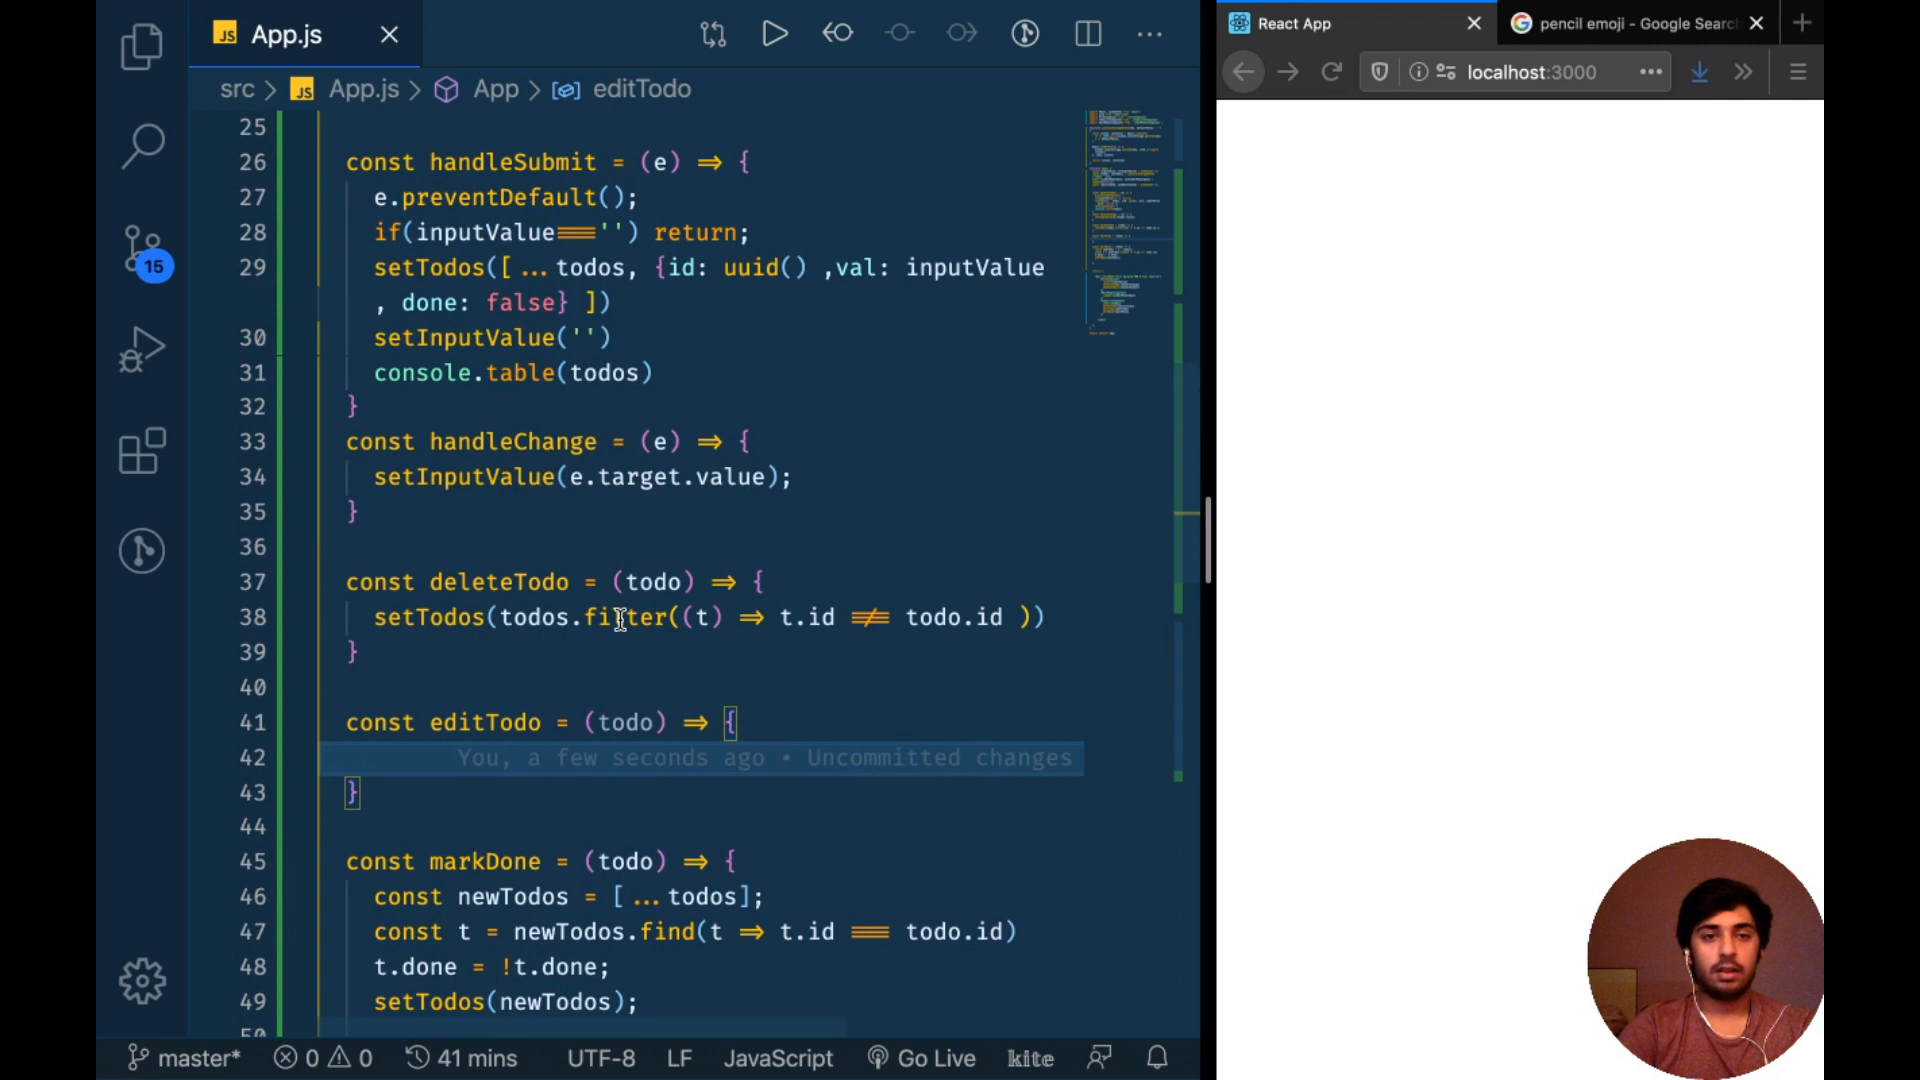 JS App.js
React App
pencil emoji - Google Searc
src > JS App.js > App > editTodo
localhost:3000
25
26 const handleSubmit = (e) => {
27 e.preventDefault();
28 if(inputValue==='') return;
29 setTodos([...todos, {id: uuid() ,val: inputValue
, done: false} ])
30 setInputValue('')
31 console.table(todos)
32 }
33 const handleChange = (e) => {
34 setInputValue(e.target.value);
35 }
36
37 const deleteTodo = (todo) => {
38 setTodos(todos.filter((t) => t.id !== todo.id ))
39 }
40
41 const editTodo = (todo) => {
42 You, a few seconds ago • Uncommitted changes
43 }
44
45 const markDone = (todo) => {
46 const newTodos = [...todos];
47 const t = newTodos.find(t => t.id === todo.id)
48 t.done = !t.done;
49 setTodos(newTodos);
50
15
master* 0 0 41 mins UTF-8 LF JavaScript Go Live kite